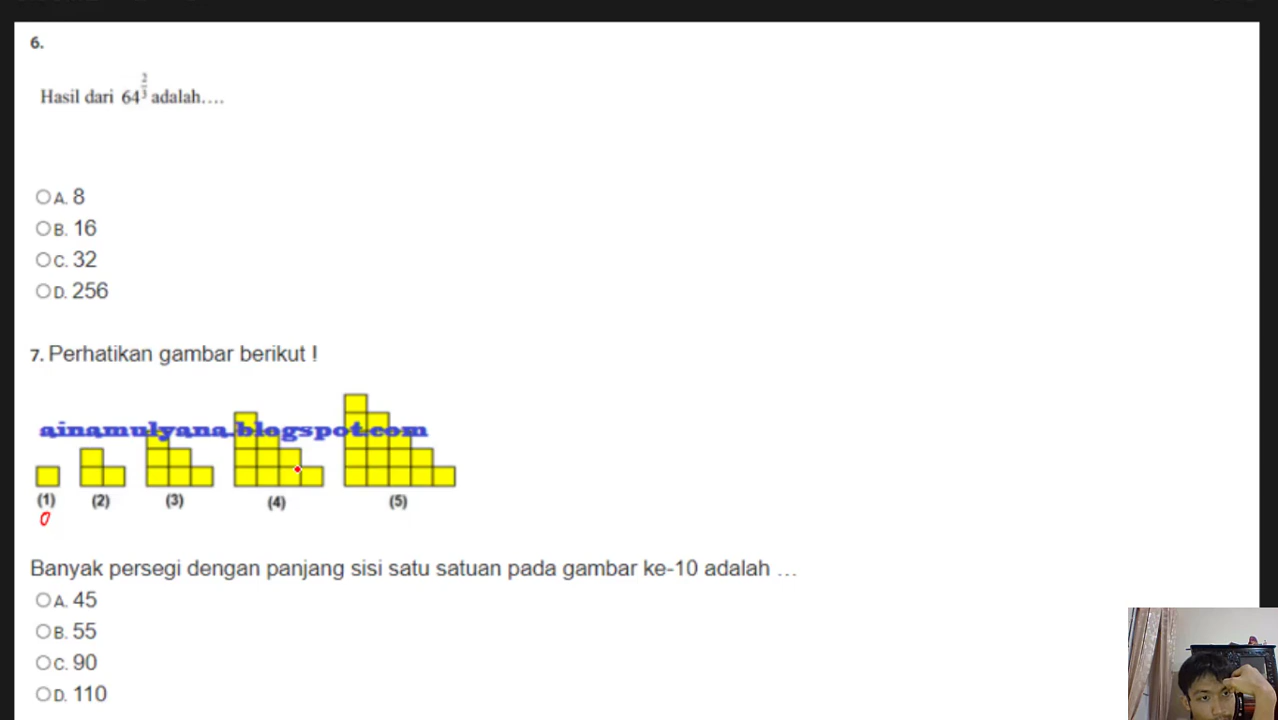 6.
Hasil dari 64^{2/3} adalah....
A. 8
B. 16
C. 32
D. 256
7. Perhatikan gambar berikut !
ainamulyana.blogspot.com
(1) (2) (3) (4) (5)
Banyak persegi dengan panjang sisi satu satuan pada gambar ke-10 adalah ...
A. 45
B. 55
C. 90
D. 110